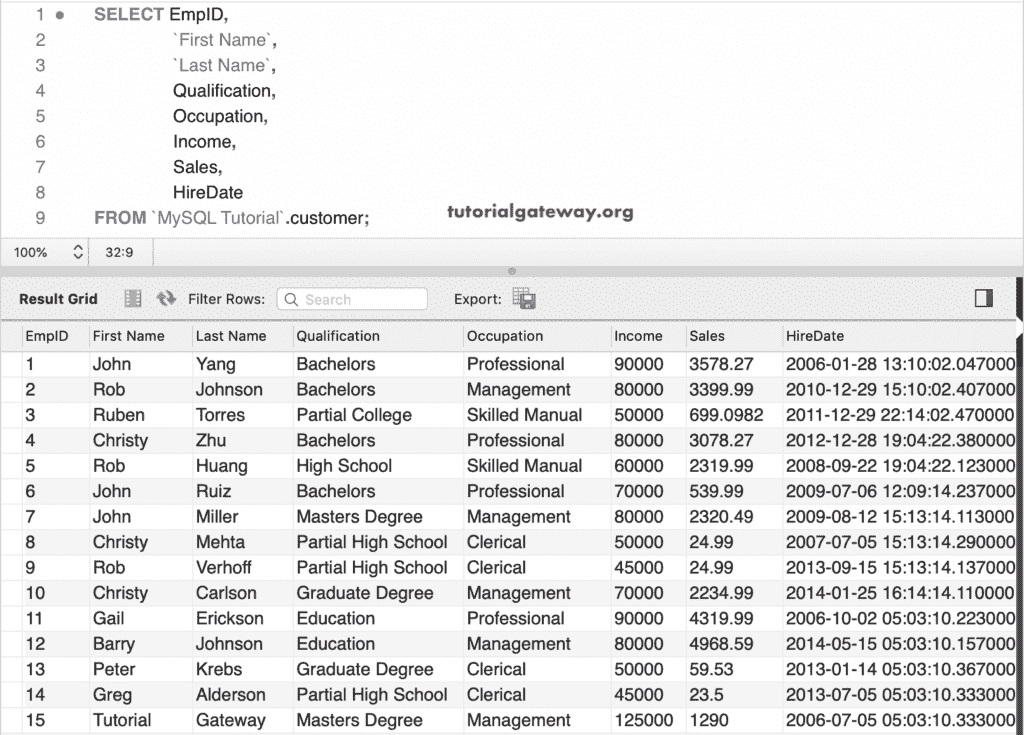 1 SELECT EmpID,
2 `First Name`,
3 `Last Name`,
4 Qualification,
5 Occupation,
6 Income,
7 Sales,
8 HireDate
9 FROM `MySQL Tutorial`.customer;
tutorialgateway.org
100% 32:9
Result Grid Filter Rows: Search Export:
EmpID First Name Last Name Qualification Occupation Income Sales HireDate
1 John Yang Bachelors Professional 90000 3578.27 2006-01-28 13:10:02.047000
2 Rob Johnson Bachelors Management 80000 3399.99 2010-12-29 15:10:02.407000
3 Ruben Torres Partial College Skilled Manual 50000 699.0982 2011-12-29 22:14:02.470000
4 Christy Zhu Bachelors Professional 80000 3078.27 2012-12-28 19:04:22.380000
5 Rob Huang High School Skilled Manual 60000 2319.99 2008-09-22 19:04:22.123000
6 John Ruiz Bachelors Professional 70000 539.99 2009-07-06 12:09:14.237000
7 John Miller Masters Degree Management 80000 2320.49 2009-08-12 15:13:14.113000
8 Christy Mehta Partial High School Clerical 50000 24.99 2007-07-05 15:13:14.290000
9 Rob Verhoff Partial High School Clerical 45000 24.99 2013-09-15 15:13:14.137000
10 Christy Carlson Graduate Degree Management 70000 2234.99 2014-01-25 16:14:14.110000
11 Gail Erickson Education Professional 90000 4319.99 2006-10-02 05:03:10.223000
12 Barry Johnson Education Management 80000 4968.59 2014-05-15 05:03:10.157000
13 Peter Krebs Graduate Degree Clerical 50000 59.53 2013-01-14 05:03:10.367000
14 Greg Alderson Partial High School Clerical 45000 23.5 2013-07-05 05:03:10.333000
15 Tutorial Gateway Masters Degree Management 125000 1290 2006-07-05 05:03:10.333000